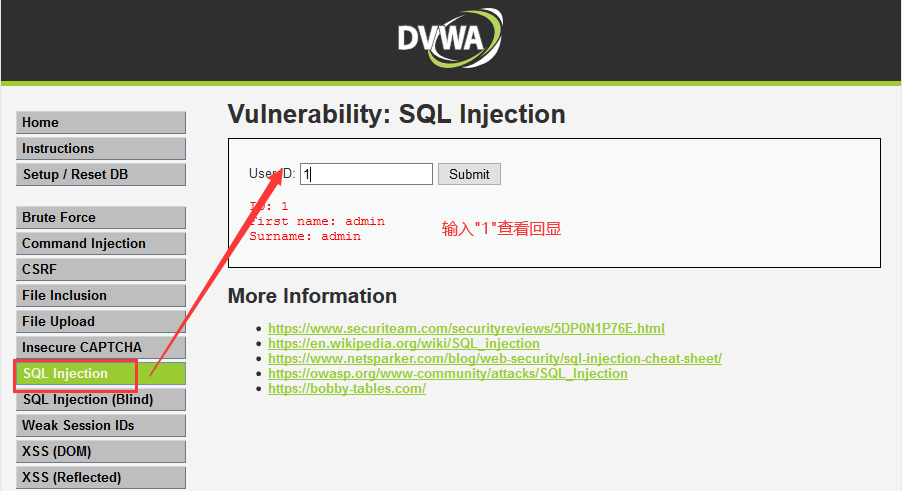 DVWA
Home
Instructions
Setup / Reset DB
Brute Force
Command Injection
CSRF
File Inclusion
File Upload
Insecure CAPTCHA
SQL Injection
SQL Injection (Blind)
Weak Session IDs
XSS (DOM)
XSS (Reflected)
Vulnerability: SQL Injection
User ID: 1 Submit
ID: 1
First name: admin
Surname: admin
输入"1"查看回显
More Information
https://www.securiteam.com/securityreviews/5DP0N1P76E.html
https://en.wikipedia.org/wiki/SQL_injection
https://www.netsparker.com/blog/web-security/sql-injection-cheat-sheet/
https://owasp.org/www-community/attacks/SQL_Injection
https://bobby-tables.com/